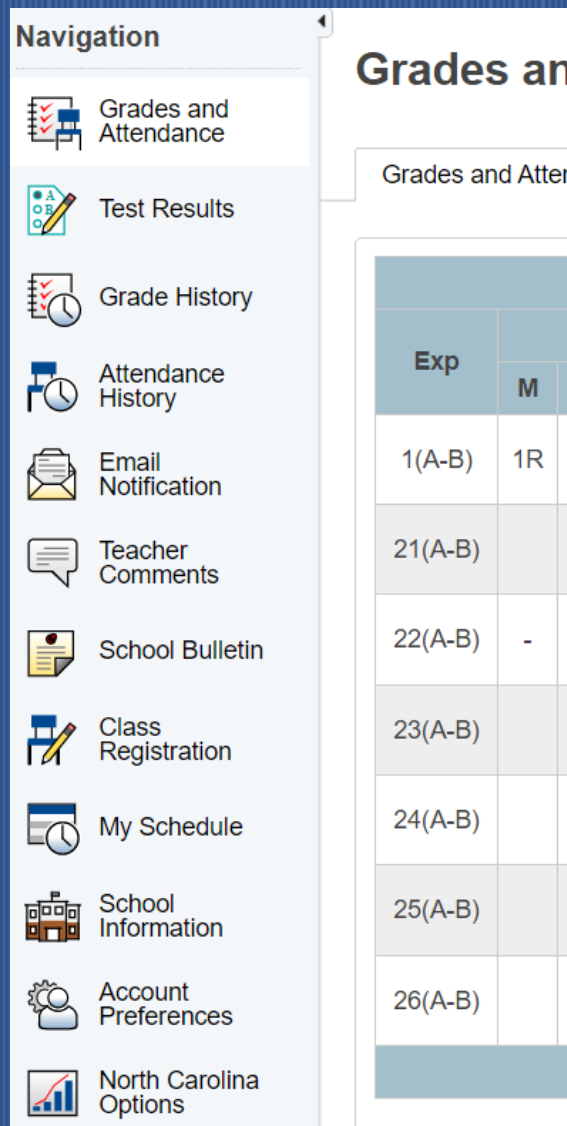 Navigation
Grades and
Attendance
Test Results
Grade History
Attendance
History
Email
Notification
Teacher
Comments
School Bulletin
Class
Registration
My Schedule
School
Information
Account
Preferences
North Carolina
Options
Grades an
Grades and Atte
Exp
M
1(A-B) 1R
21(A-B)
22(A-B) -
23(A-B)
24(A-B)
25(A-B)
26(A-B)